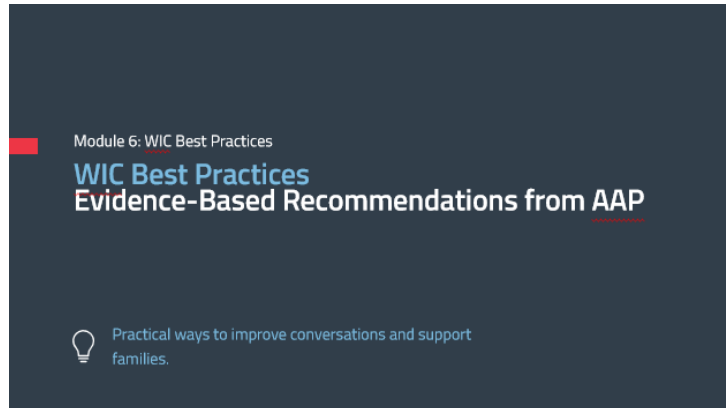 Module 6: WIC Best Practices
WIC Best Practices
Evidence-Based Recommendations from AAP
Practical ways to improve conversations and support
families.